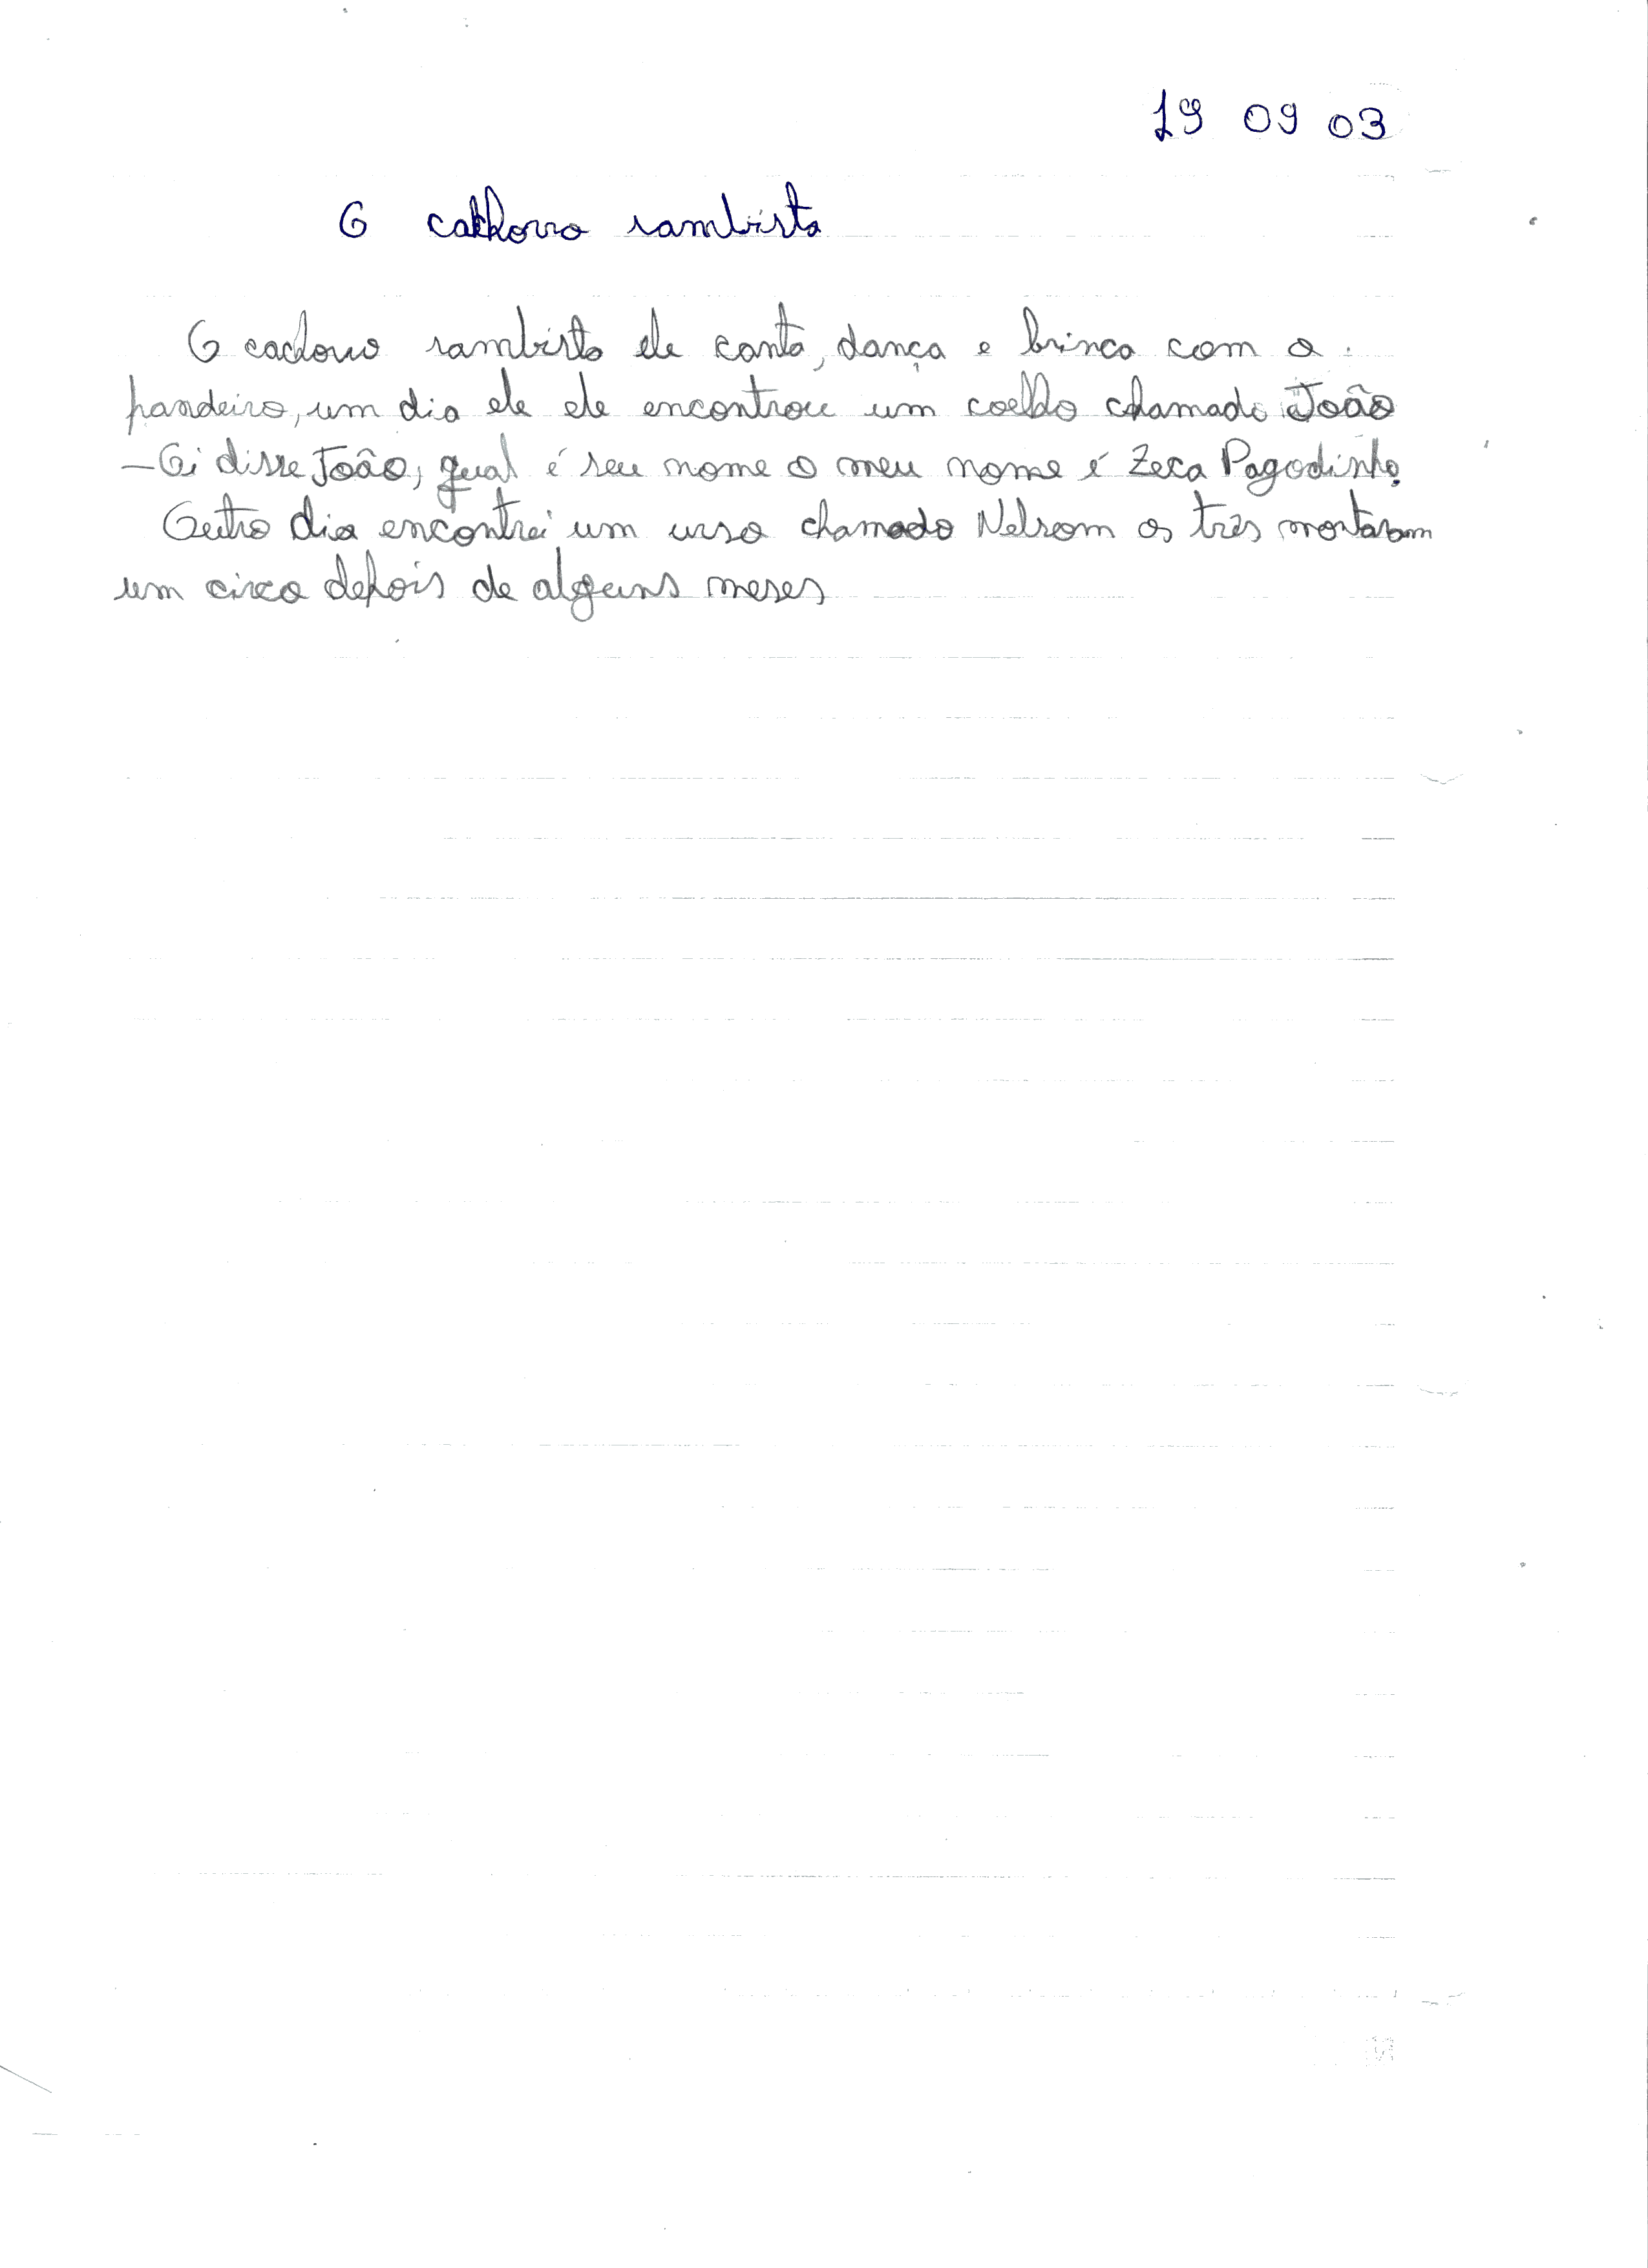 19 09 03
O cachorro sambista
O cachorro sambista ele canta, dança e brinca com o
pandeiro, um dia ele ele encontrou um coelho chamado João
— Oi disse João, qual é seu nome o meu nome é Zeca Pagodinho.
Outro dia encontrei um urso chamado Nelsom os três montaram
um circo depois de alguns meses